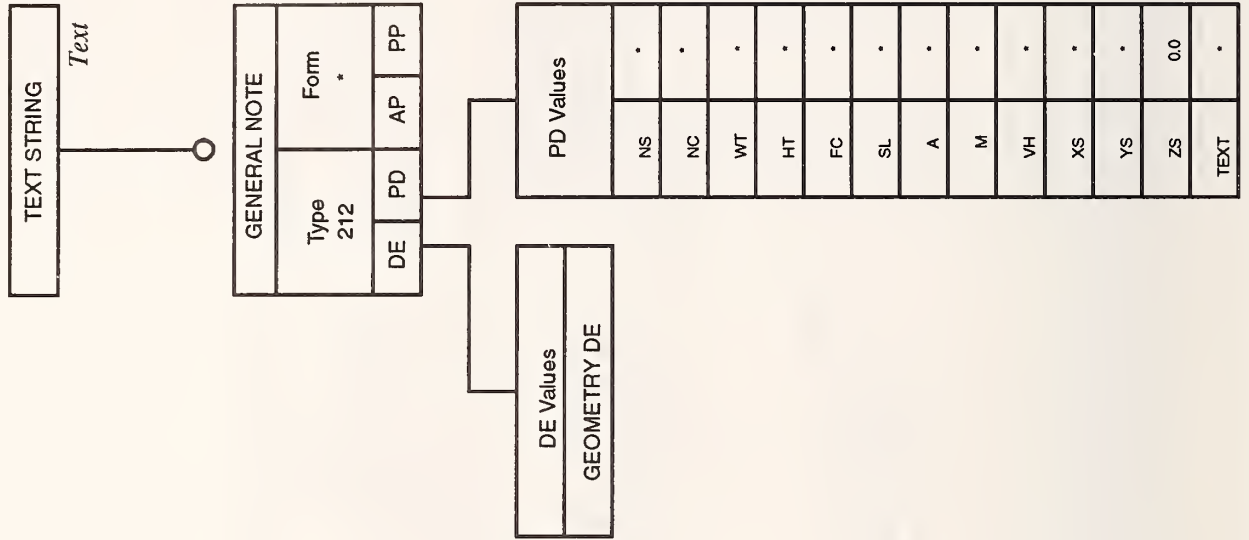 TEXT STRING
Text
GENERAL NOTE
Type
212
Form
*
DE PD AP PP
DE Values
GEOMETRY DE
PD Values
NS *
NC *
WT *
HT *
FC *
SL *
A *
M *
VH *
XS *
YS *
ZS 0.0
TEXT *